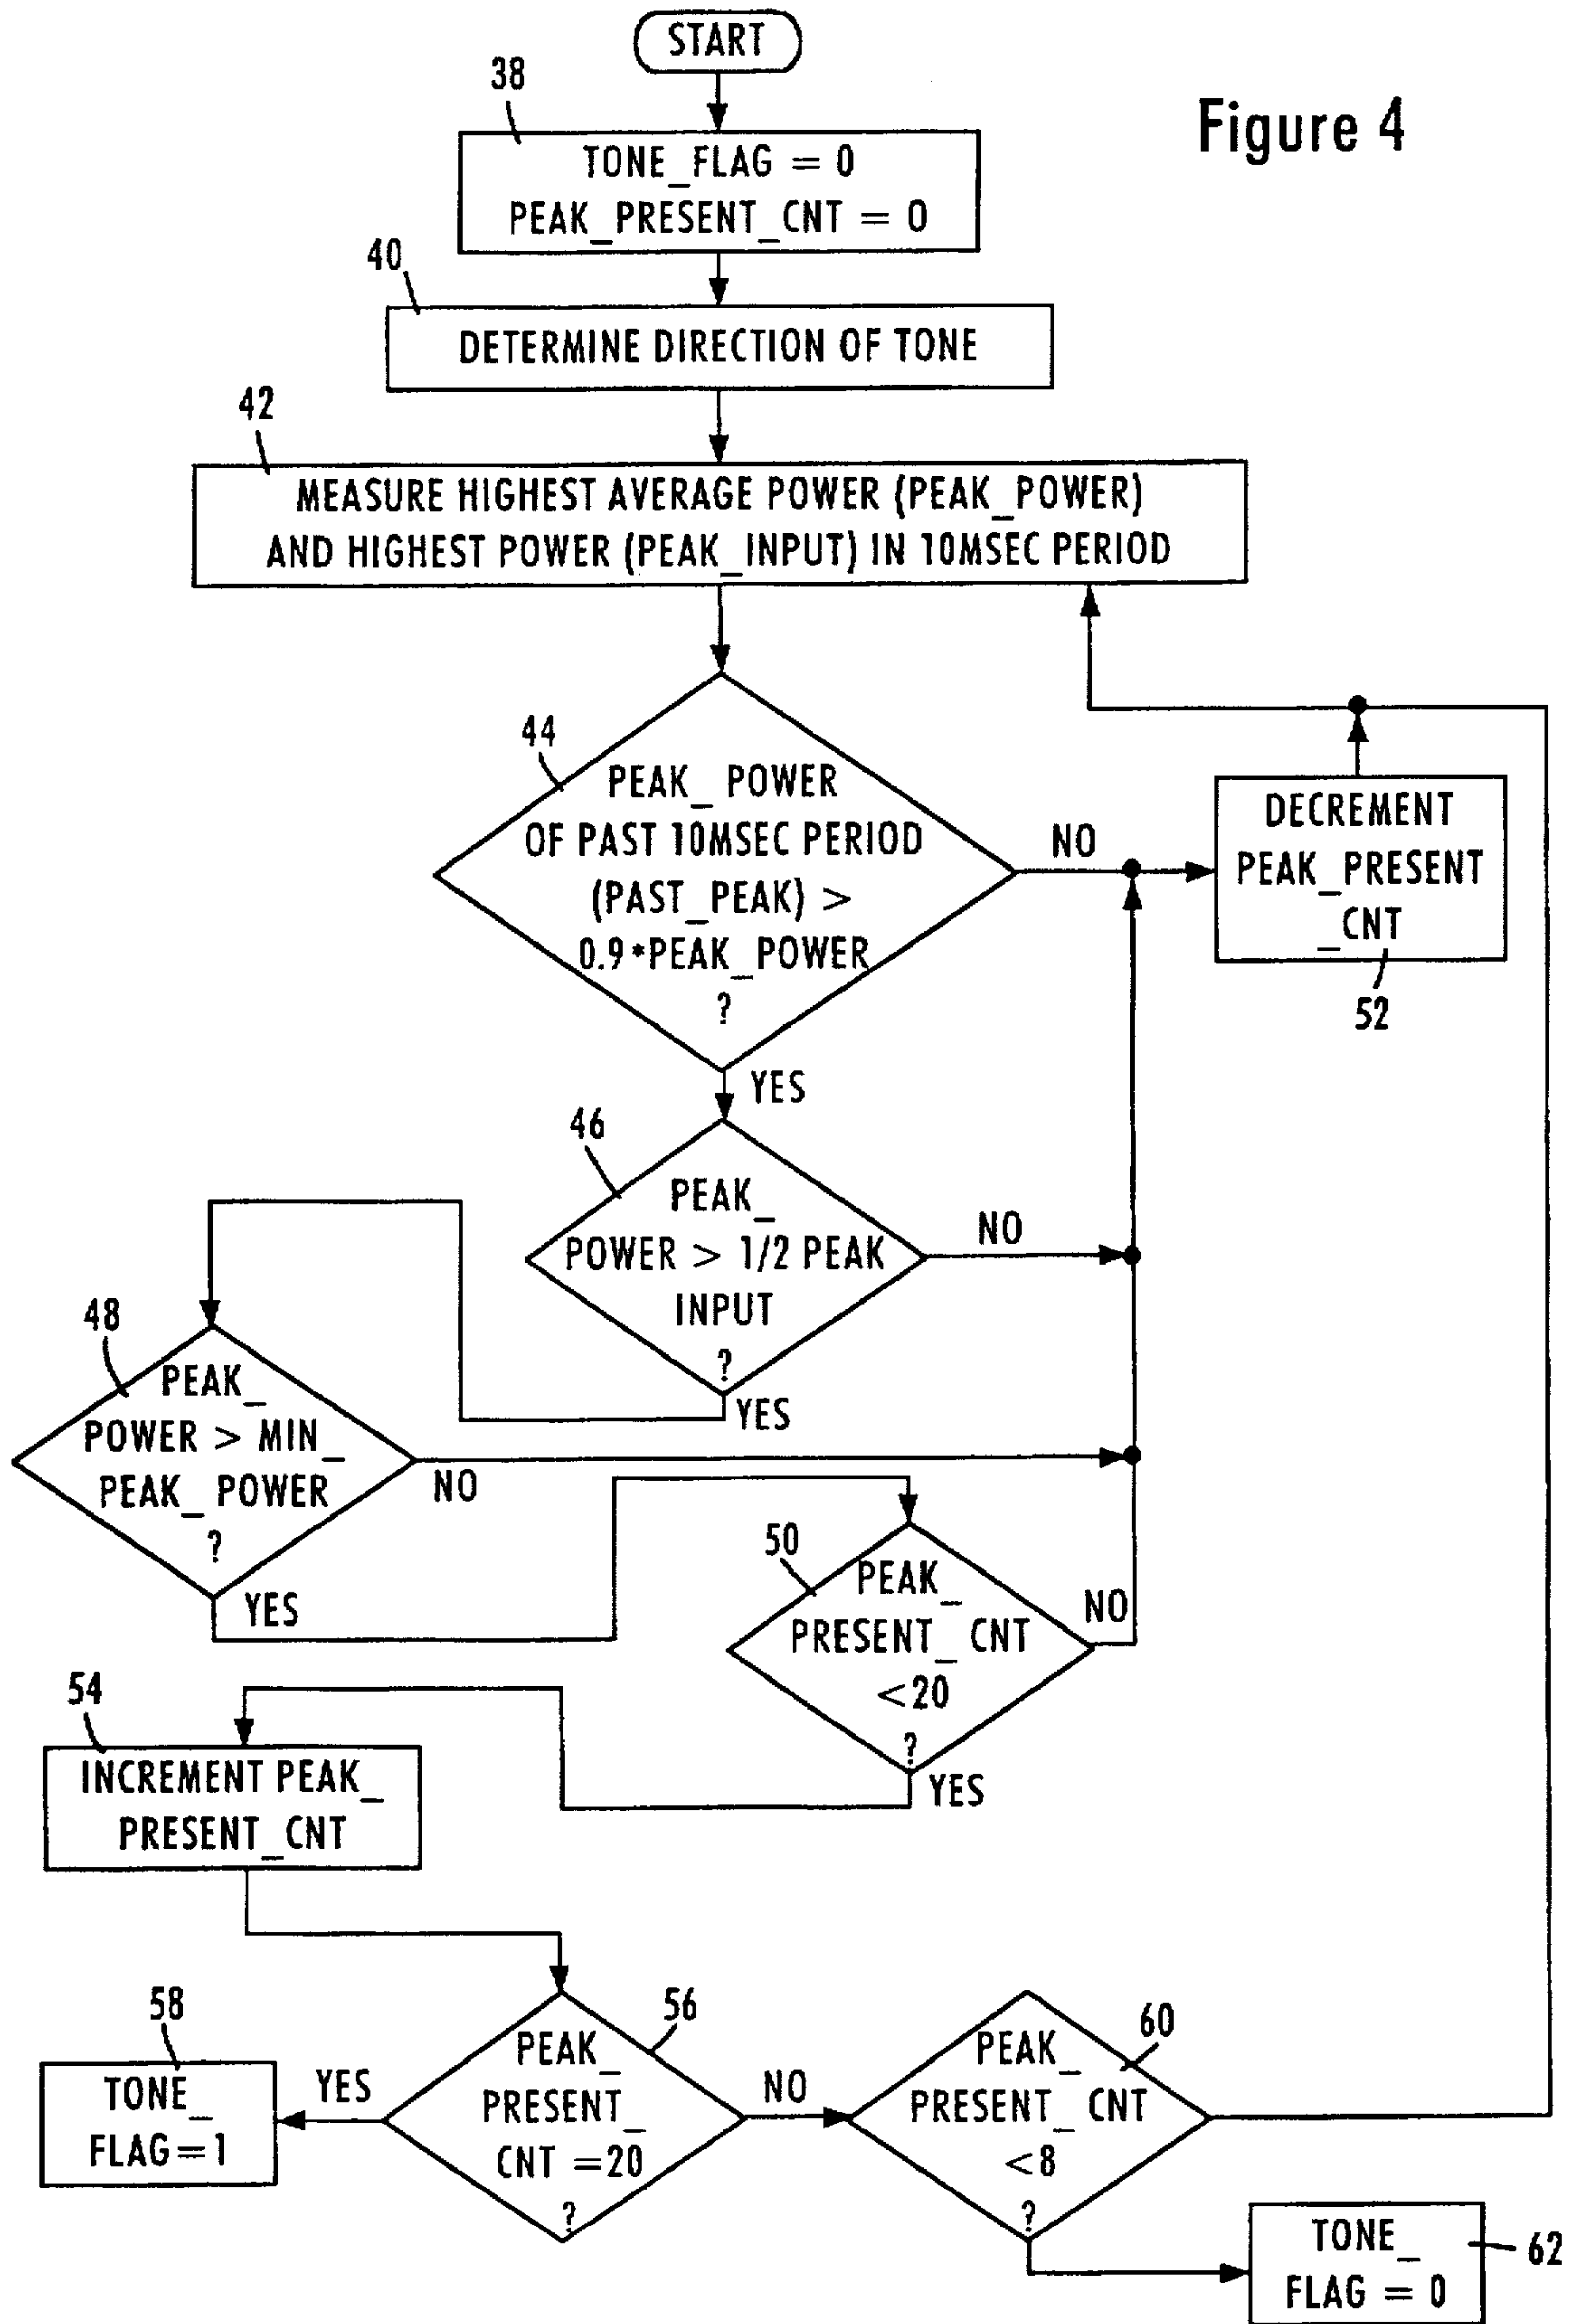 START
Figure 4
38
TONE_FLAG = 0
PEAK_PRESENT_CNT = 0
40
DETERMINE DIRECTION OF TONE
42
MEASURE HIGHEST AVERAGE POWER (PEAK_POWER)
AND HIGHEST POWER (PEAK_INPUT) IN 10MSEC PERIOD
44
PEAK_ POWER
OF PAST 10MSEC PERIOD
(PAST_PEAK) >
0.9*PEAK_POWER
?
NO
DECREMENT
PEAK_PRESENT
_CNT
52
YES
46
PEAK_
POWER > 1/2 PEAK
INPUT
?
NO
YES
48
PEAK_
POWER > MIN_
PEAK_POWER
?
NO
YES
50
PEAK_
PRESENT_ CNT
<20
?
NO
YES
54
INCREMENT PEAK_
PRESENT_CNT
58
TONE_
FLAG=1
YES
56
PEAK_
PRESENT_
CNT =20
?
NO
60
PEAK_
PRESENT_ CNT
<8
?
TONE_
FLAG = 0
62